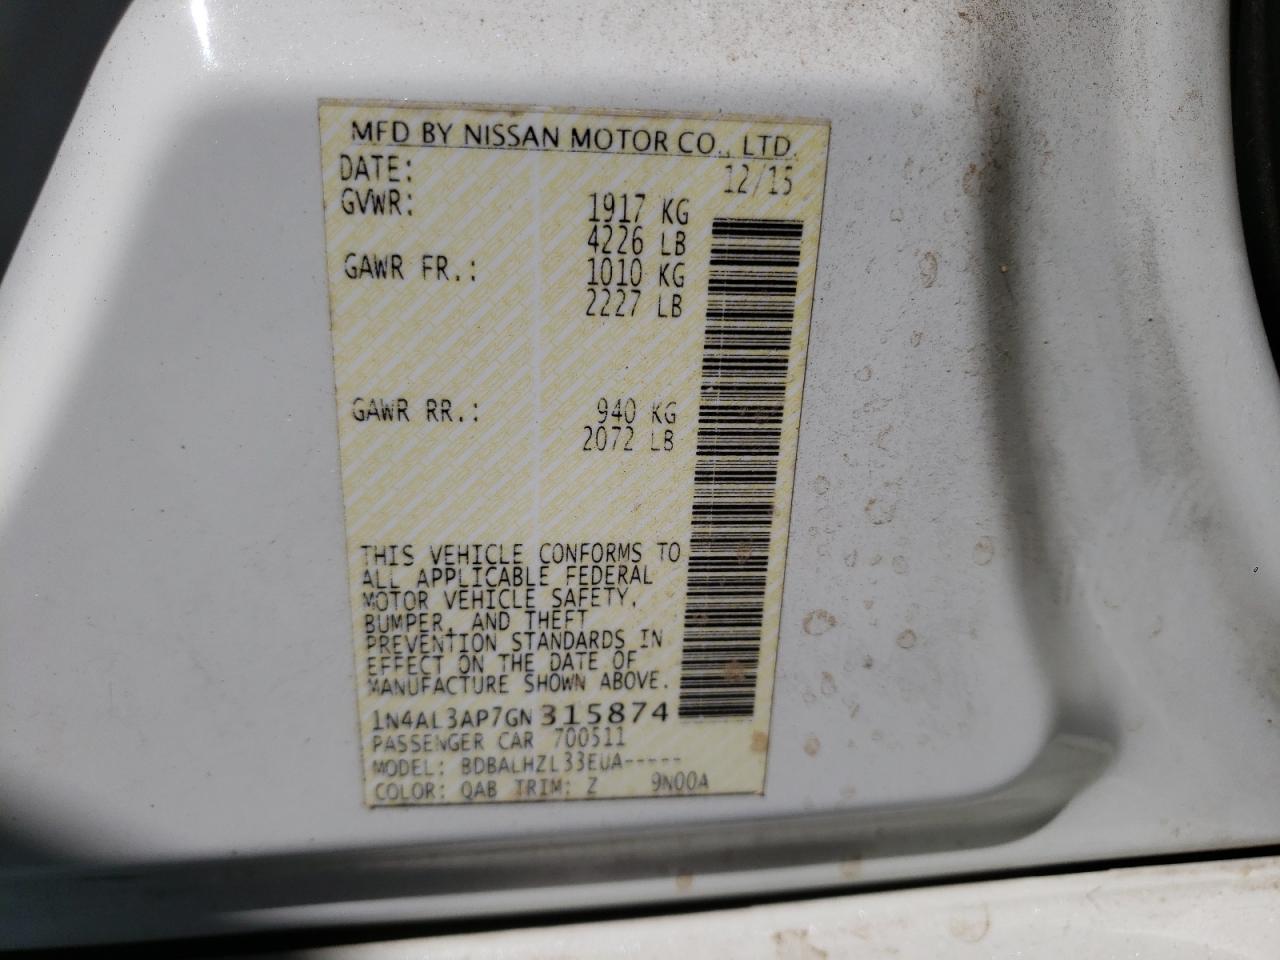 MFD BY NISSAN MOTOR CO., LTD.
DATE: 12/15
GVWR: 1917 KG
4226 LB
GAWR FR.: 1010 KG
2227 LB
GAWR RR.: 940 KG
2072 LB
THIS VEHICLE CONFORMS TO
ALL APPLICABLE FEDERAL
MOTOR VEHICLE SAFETY,
BUMPER, AND THEFT
PREVENTION STANDARDS IN
EFFECT ON THE DATE OF
MANUFACTURE SHOWN ABOVE.
1N4AL3AP7GN315874
PASSENGER CAR 700511
MODEL: BDBALHZL33EUA-----
COLOR: QAB TRIM: Z 9N00A